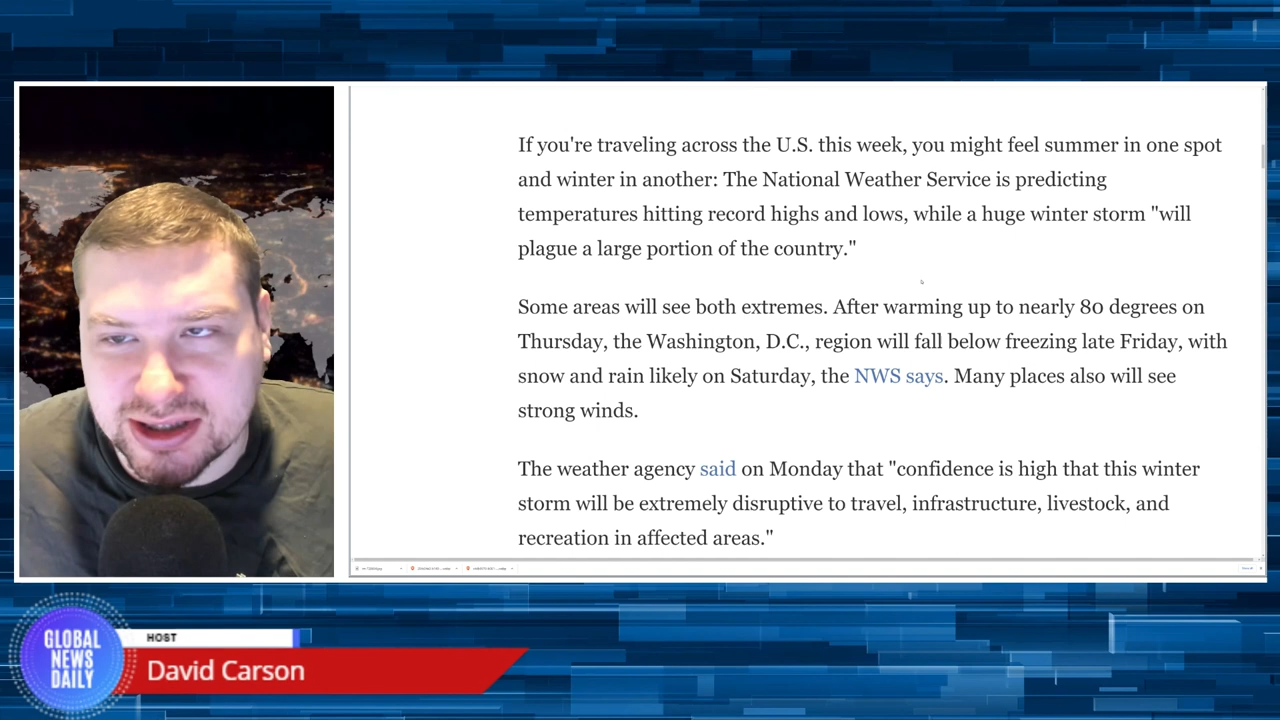 If you're traveling across the U.S. this week, you might feel summer in one spot
and winter in another: The National Weather Service is predicting
temperatures hitting record highs and lows, while a huge winter storm "will
plague a large portion of the country."
Some areas will see both extremes. After warming up to nearly 80 degrees on
Thursday, the Washington, D.C., region will fall below freezing late Friday, with
snow and rain likely on Saturday, the NWS says. Many places also will see
strong winds.
The weather agency said on Monday that "confidence is high that this winter
storm will be extremely disruptive to travel, infrastructure, livestock, and
recreation in affected areas."
GLOBAL
NEWS
DAILY
HOST
David Carson